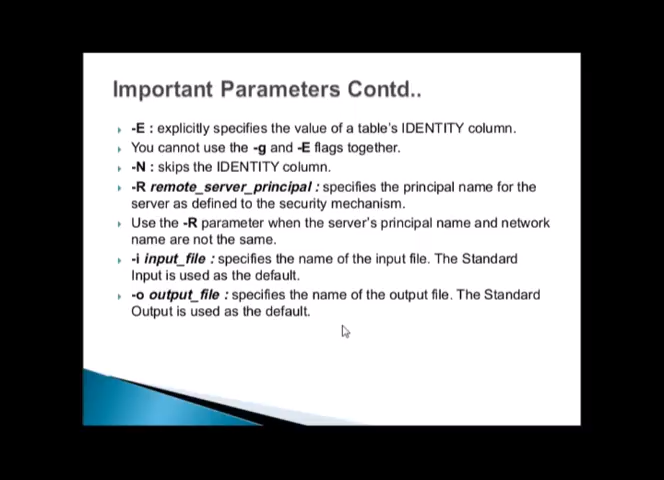 Important Parameters Contd..
-E : explicitly specifies the value of a table's IDENTITY column.
You cannot use the -g and -E flags together.
-N : skips the IDENTITY column.
-R remote_server_principal : specifies the principal name for the
server as defined to the security mechanism.
Use the -R parameter when the server's principal name and network
name are not the same.
-i input_file : specifies the name of the input file. The Standard
Input is used as the default.
-o output_file : specifies the name of the output file. The Standard
Output is used as the default.